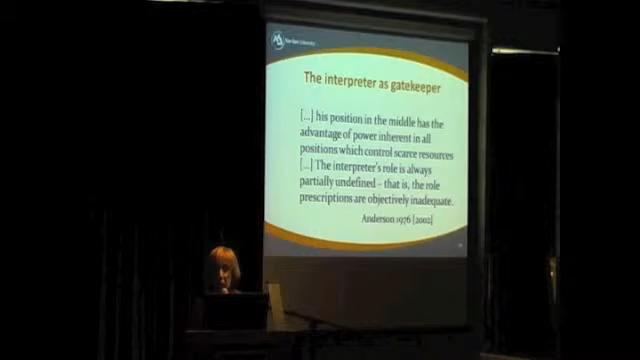 The interpreter as gatekeeper
[...] his position in the middle has the
advantage of power inherent in all
positions which control scarce resources
[...] The interpreter's role is always
partially undefined – that is, the role
prescriptions are objectively inadequate.
Anderson 1976 [2002]